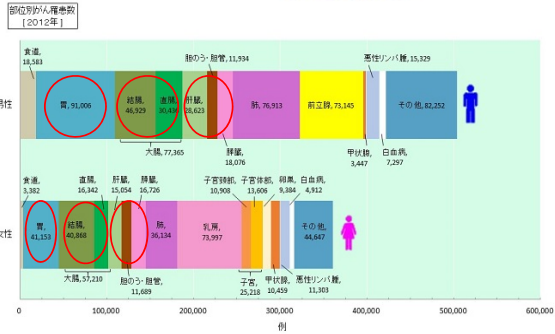 部位別がん罹患数
[2012年]
食道,
18,583
胃, 91,006
結腸,
46,929
直腸,
30,436
大腸, 77,365
肝臓,
28,623
胆のう・胆管, 11,934
膵臓,
18,076
肺, 76,913
前立腺, 73,145
甲状腺,
3,447
悪性リンパ腫, 15,329
白血病,
7,297
その他, 82,252
男性
食道,
3,382
胃,
41,153
結腸,
40,868
直腸,
16,342
大腸, 57,210
肝臓,
15,054
胆のう・胆管,
11,689
膵臓,
16,726
肺,
36,134
乳房,
73,997
子宮頸部,
10,908
子宮体部,
13,606
子宮,
25,218
卵巣,
9,384
甲状腺,
10,459
悪性リンパ腫,
11,303
白血病,
4,912
その他,
44,647
女性
0
100,000
200,000
300,000
400,000
500,000
600,000
例